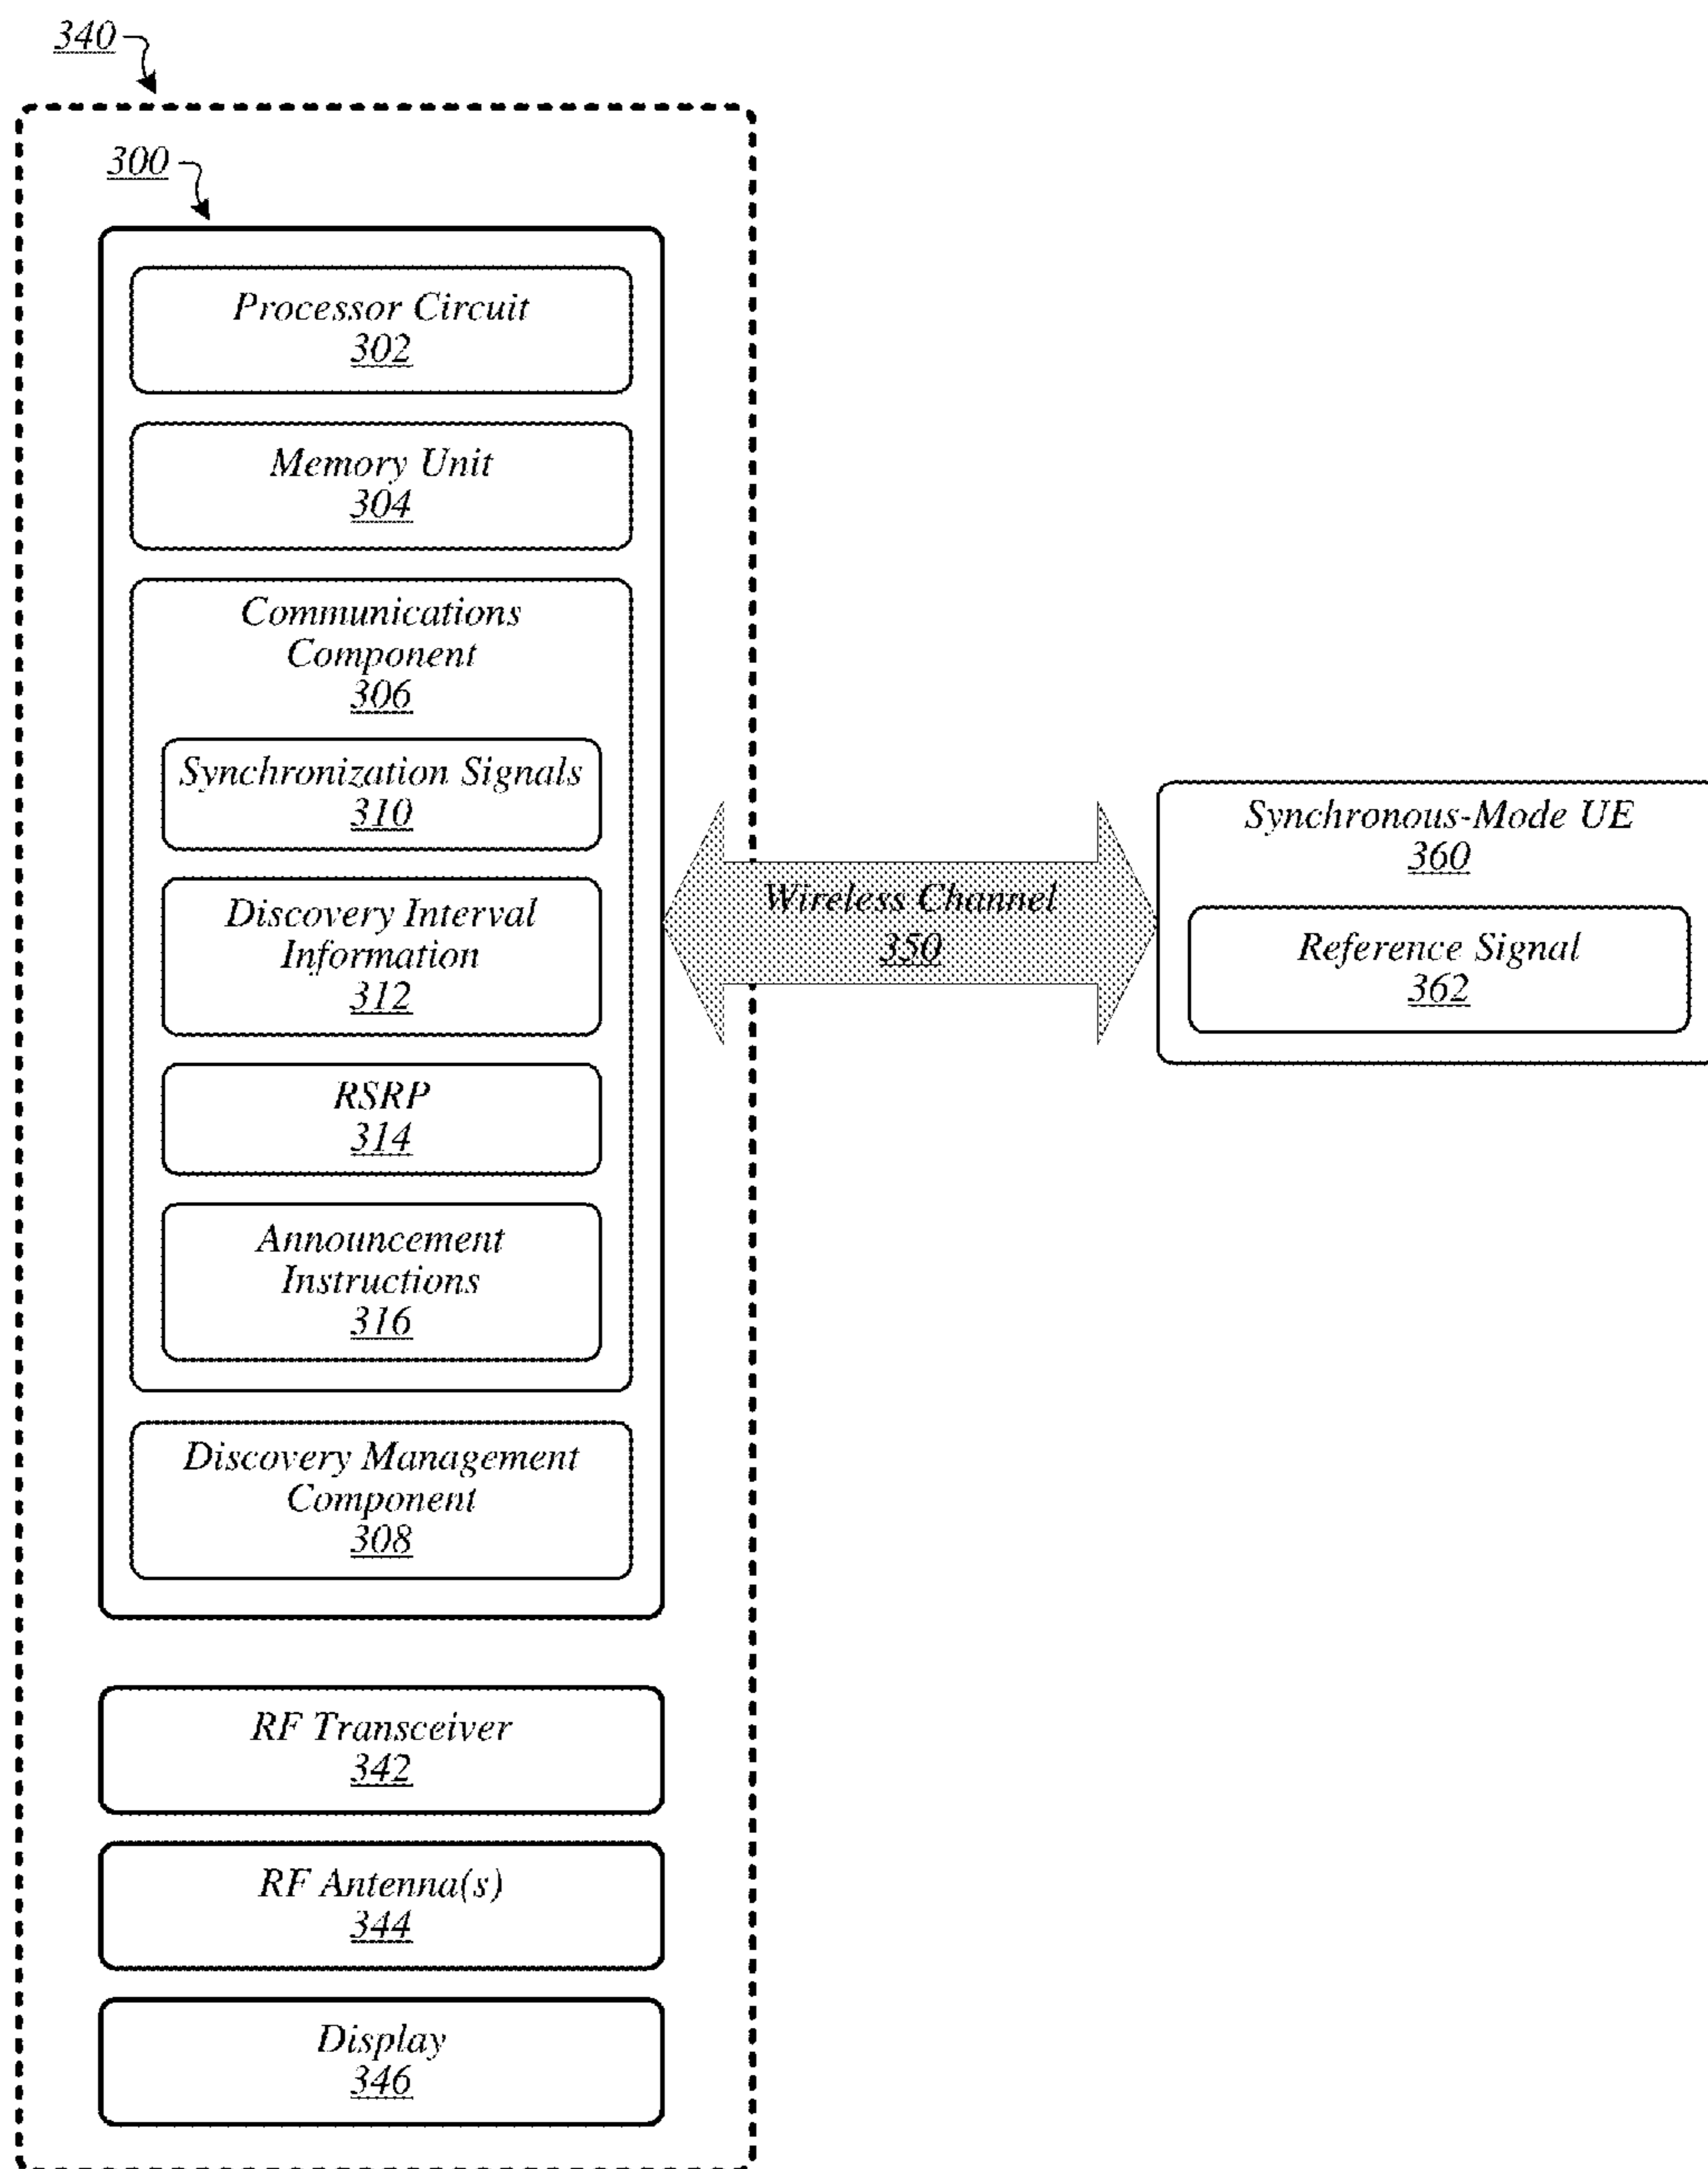 340
300
Processor Circuit
302
Memory Unit
304
Communications
Component
306
Synchronization Signals
310
Discovery Interval
Information
312
RSRP
314
Announcement
Instructions
316
Discovery Management
Component
308
RF Transceiver
342
RF Antenna(s)
344
Display
346
Wireless Channel
350
Synchronous-Mode UE
360
Reference Signal
362